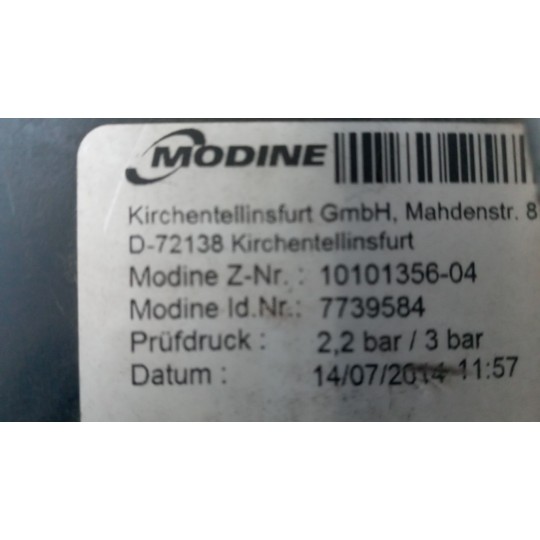 MODINE
Kirchentellinsfurt GmbH, Mahdenstr. 8
D-72138 Kirchentellinsfurt
Modine Z-Nr. : 10101356-04
Modine Id.Nr.: 7739584
Prüfdruck : 2,2 bar / 3 bar
Datum : 14/07/2014 11:57